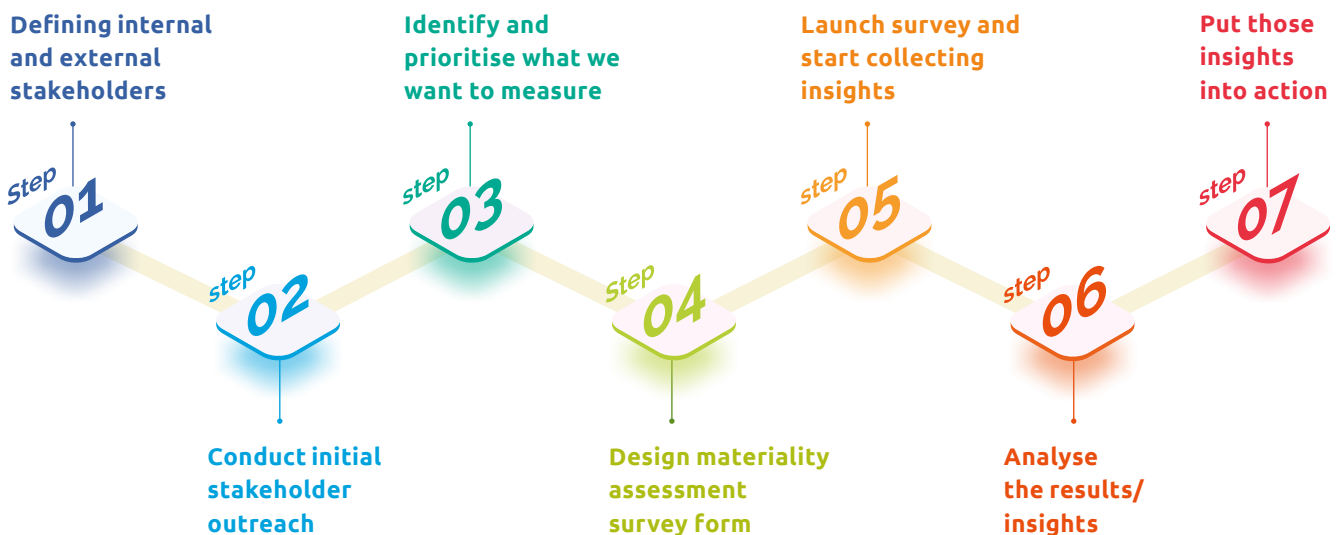 Defining internal
and external
stakeholders
step
01
step
02
Conduct initial
stakeholder
outreach
Identify and
prioritise what we
want to measure
step
03
step
04
Design materiality
assessment
survey form
Launch survey and
start collecting
insights
step
05
step
06
Analyse
the results/
insights
Put those
insights
into action
step
07